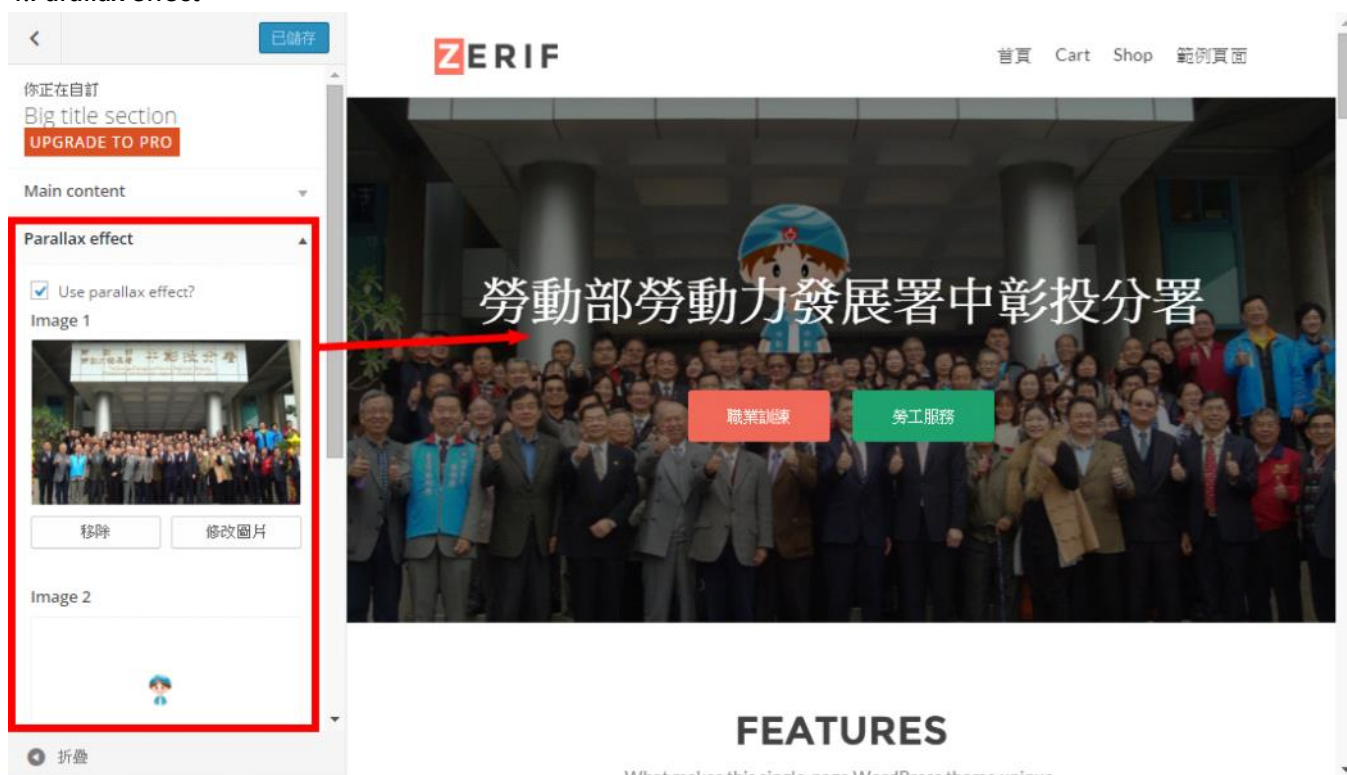 已儲存
你正在自訂
Big title section
UPGRADE TO PRO
Main content
Parallax effect
Use parallax effect?
Image 1
移除
修改圖片
Image 2
折疊
ZERIF
首頁 Cart Shop 範例頁面
勞動部勞動力發展署中彰投分署
職業訓練
勞工服務
FEATURES